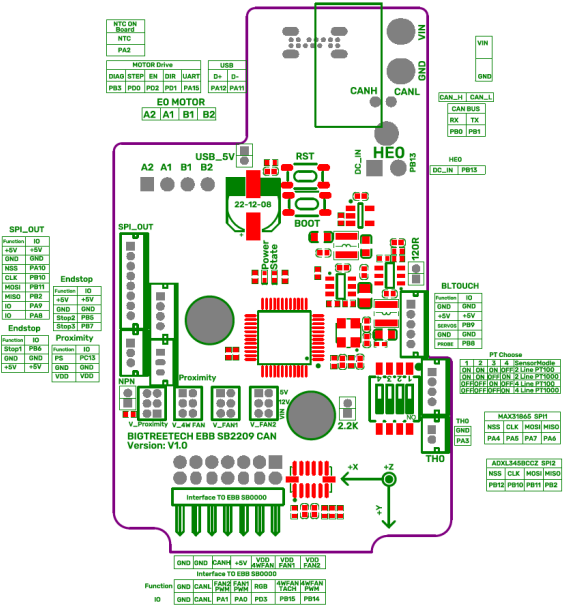 NTC ON
Board
NTC
PA2
MOTOR Drive
DIAG STEP EN DIR UART
PB3 PD0 PD2 PD1 PA15
USB
D+ D-
PA12 PA11
EO MOTOR
A2 A1 B1 B2
VIN
GND
CANH CANL
VIN
GND
CAN_H CAN_L
CAN BUS
RX TX
PB0 PB1
HE0
DC_IN PB13
HE0
DC_IN
PB13
USB_5V
A2 A1 B1 B2
RST
22-12-08
+
BOOT
Power
State
120R
SPI_OUT
SPI_OUT
Function IO
+5V +5V
GND GND
NSS PA10
CLK PB10
MOSI PB11
MISO PB2
IO PA9
IO PA8
Endstop
Function IO
+5V +5V
GND GND
Stop2 PB5
Stop3 PB7
Endstop
Function IO
Stop1 PB6
GND GND
+5V +5V
Proximity
Function IO
PS PC13
GND GND
VDD VDD
BLTOUCH
Function IO
GND GND
+5V +5V
SERVOS PB9
GND GND
PROBE PB8
PT Choose
1 2 3 4 SensorModle
ON ON ON OFF 2 Line PT100
ON ON OFF ON 2 Line PT1000
OFF OFF ON OFF 4 Line PT100
OFF OFF OFF ON 4 Line PT1000
NPN
Proximity
5V
12V
VIN
V_Proximity V_4W FAN V_FAN1 V_FAN2
2.2K
1 2 3 4
ON
TH0
TH0
GND
PA3
MAX31865 SPI1
NSS CLK MOSI MISO
PA4 PA5 PA7 PA6
ADXL345BCCZ SPI2
NSS CLK MOSI MISO
PB12 PB10 PB11 PB2
BIGTREETECH EBB SB2209 CAN
Version: V1.0
+X +Z
+Y
Interface TO EBB SB0000
GND GND CANH +5V VDD 4WFAN VDD FAN1 VDD FAN2
Interface TO EBB SB0000
Function GND CANL FAN2 PWM FAN1 PWM RGB 4WFAN TACH 4WFAN PWM
IO GND CANL PA1 PA0 PD3 PB15 PB14